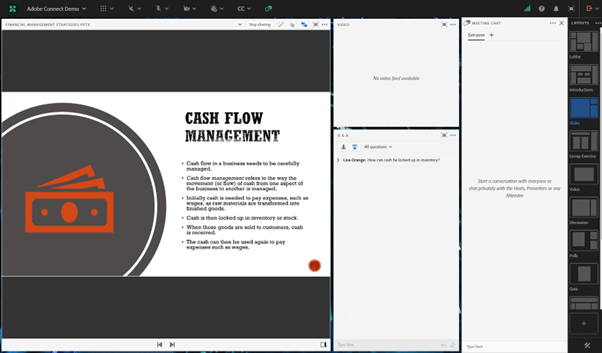 Adobe Connect Demo
CC
FINANCIAL MANAGEMENT STRATEGIES.PPTX
Stop sharing
CASH FLOW
MANAGEMENT
• Cash flow in a business needs to be carefully
managed.
• Cash flow management refers to the way the
movement (or flow) of cash from one aspect of
the business to another is managed.
• Initially cash is needed to pay expenses, such as
wages, as raw materials are transformed into
finished goods.
• Cash is then locked up in inventory or stock.
• When those goods are sold to customers, cash
is received.
• The cash can then be used again to pay
expenses such as wages.
VIDEO
No video feed available
Q & A
All questions
Lisa Orange: How can cash be locked up in inventory?
Type here
MEETING CHAT
Everyone
Start a conversation with everyone or
chat privately with the Hosts, Presenters or any
Attendee
Type here
LAYOUTS
Lobby
Introductions
Slides
Group Exercise
Video
Discussion
Polls
Quiz